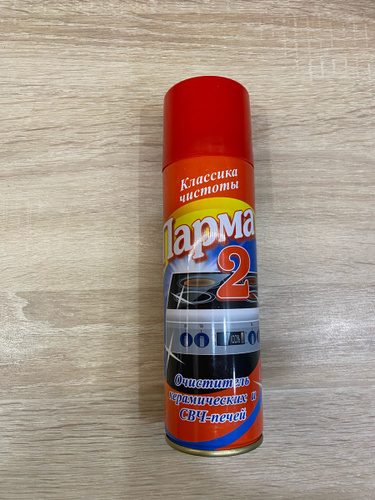 Классика
чистоты
Парма
2
Очиститель
керамических и
СВЧ-печей